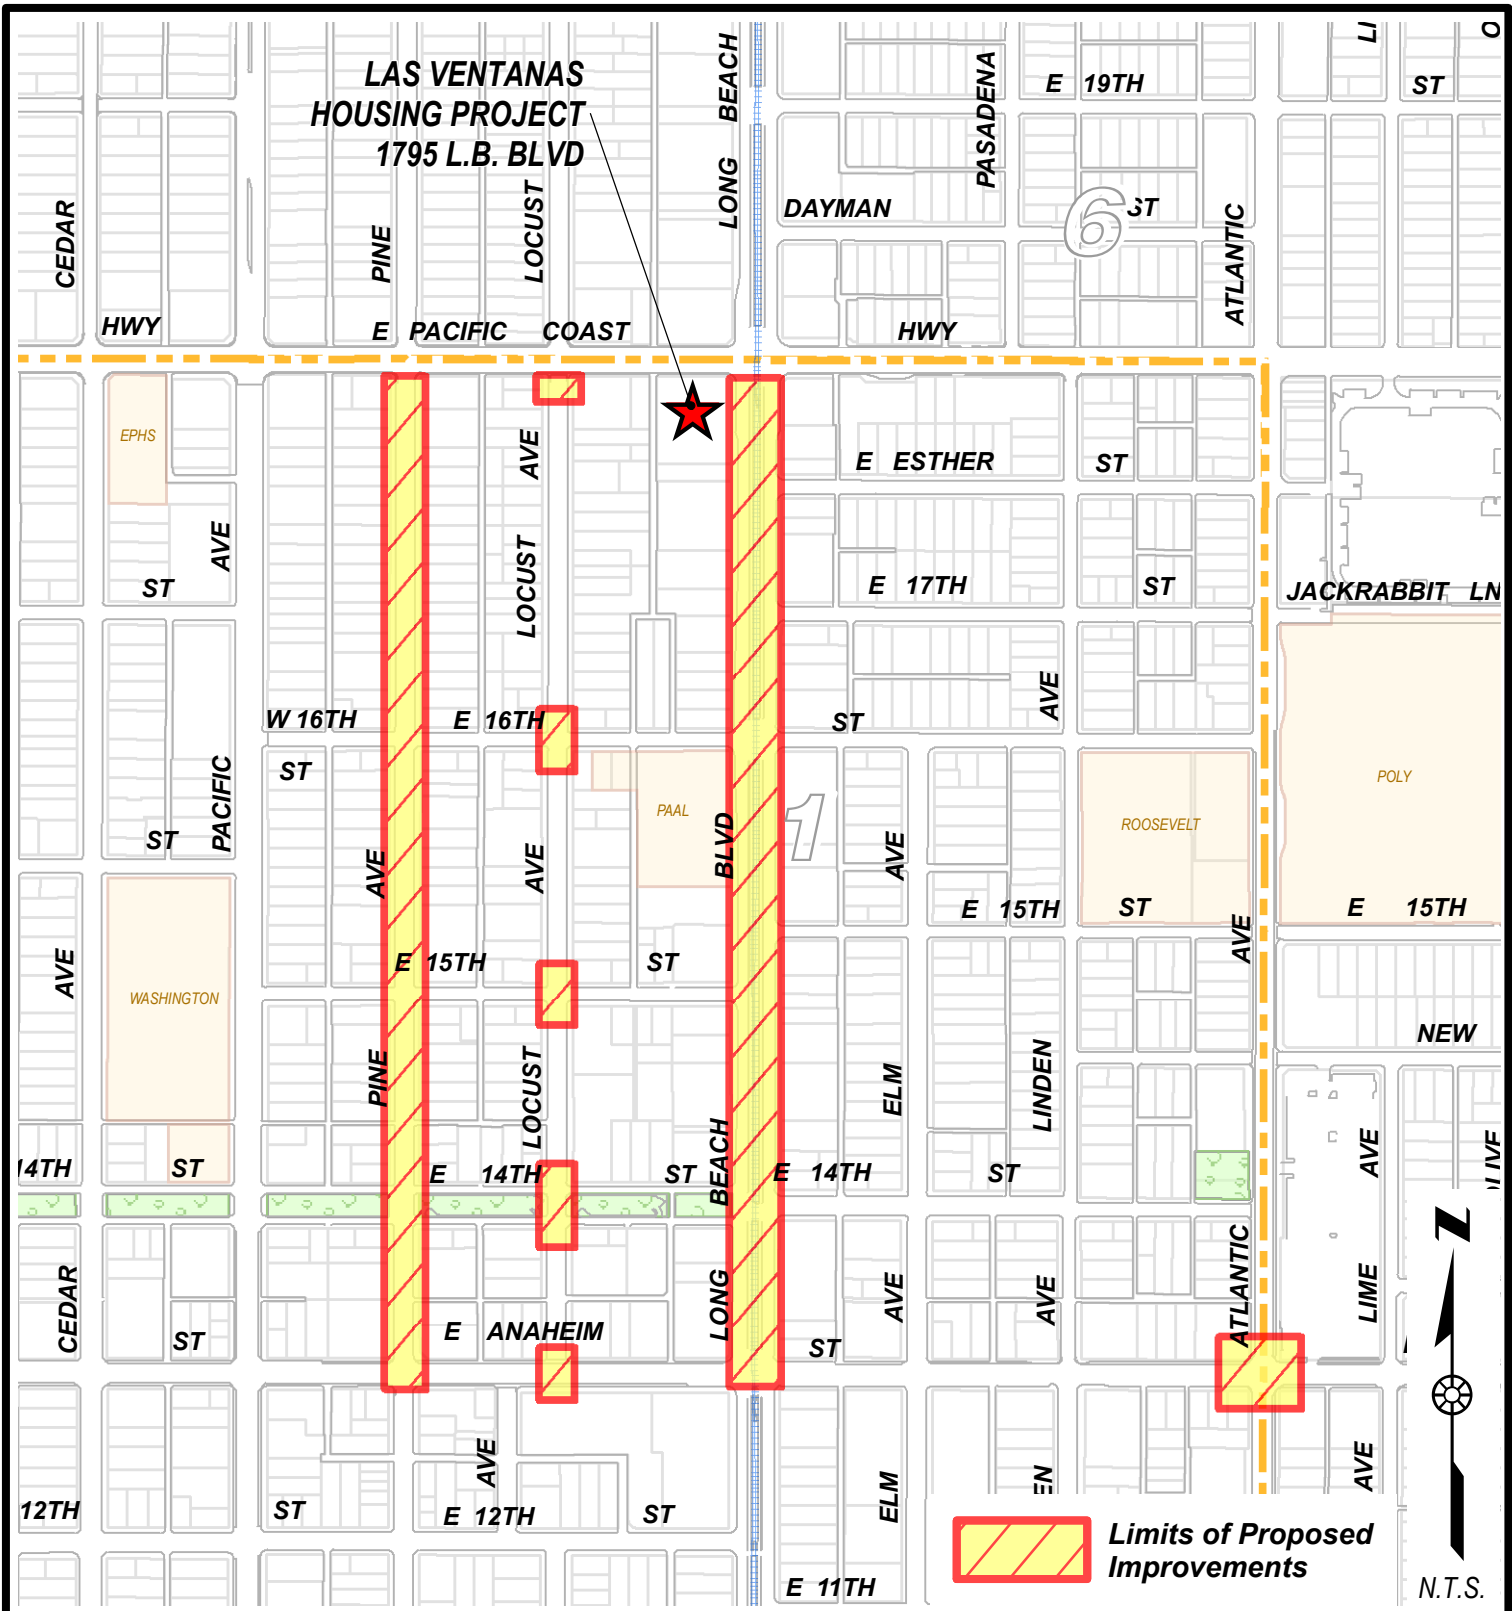 LAS VENTANAS
HOUSING PROJECT
1795 L.B. BLVD
LONG BEACH
PASADENA
E 19TH
ST
LI
O
CEDAR
PINE
LOCUST
DAYMAN
ST
6
ATLANTIC
HWY
E PACIFIC COAST
HWY
EPHS
AVE
E ESTHER
ST
AVE
LOCUST
ST
E 17TH
ST
JACKRABBIT LN
W 16TH
E 16TH
ST
AVE
ST
PACIFIC
ST
PAAL
BLVD
1
ROOSEVELT
POLY
AVE
AVE
AVE
E 15TH
ST
E 15TH
AVE
E 15TH
ST
AVE
WASHINGTON
NEW
PINE
LOCUST
ELM
LINDEN
14TH
ST
E 14TH
ST
BEACH
E 14TH
ST
AVE
CEDAR
ST
E ANAHEIM
LONG
ST
AVE
AVE
ATLANTIC
LIME
Z
12TH
ST
AVE
E 12TH
ST
ELM
EN
AVE
E 11TH
Limits of Proposed
Improvements
N.T.S.